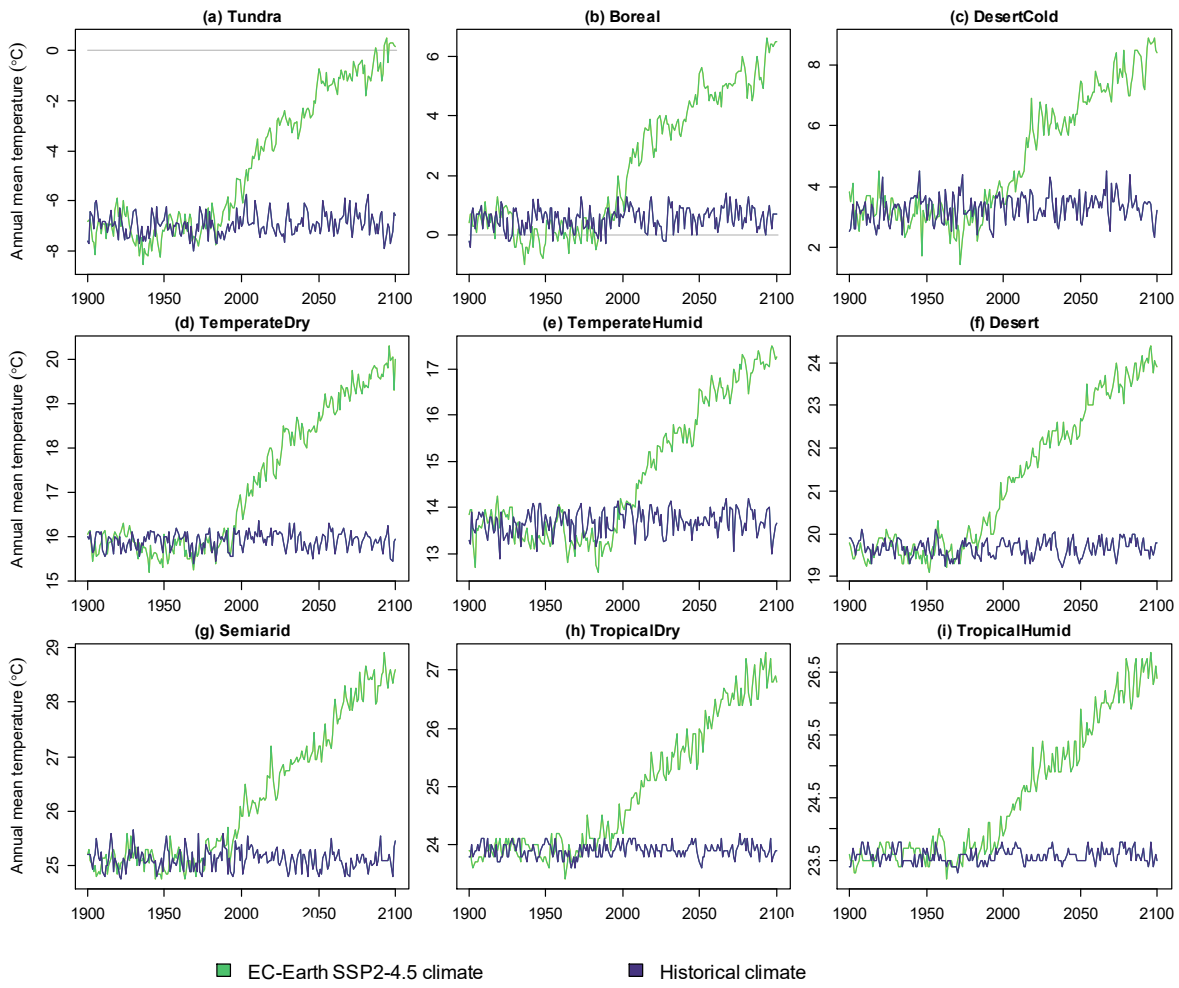 (a) Tundra
(b) Boreal
(c) DesertCold
Annual mean temperature (°C)
0
-2
-4
-6
-8
6
4
2
0
8
6
4
2
1900 1950 2000 2050 2100
1900 1950 2000 2050 2100
1900 1950 2000 2050 2100
(d) TemperateDry
(e) TemperateHumid
(f) Desert
Annual mean temperature (°C)
20
19
18
17
16
15
17
16
15
14
13
24
23
22
21
20
19
1900 1950 2000 2050 2100
1900 1950 2000 2050 2100
1900 1950 2000 2050 2100
(g) Semiarid
(h) TropicalDry
(i) TropicalHumid
Annual mean temperature (°C)
29
28
27
26
25
27
26
25
24
26.5
25.5
24.5
23.5
1900 1950 2000 2050 2100
1900 1950 2000 2050 2100
1900 1950 2000 2050 2100
EC-Earth SSP2-4.5 climate
Historical climate